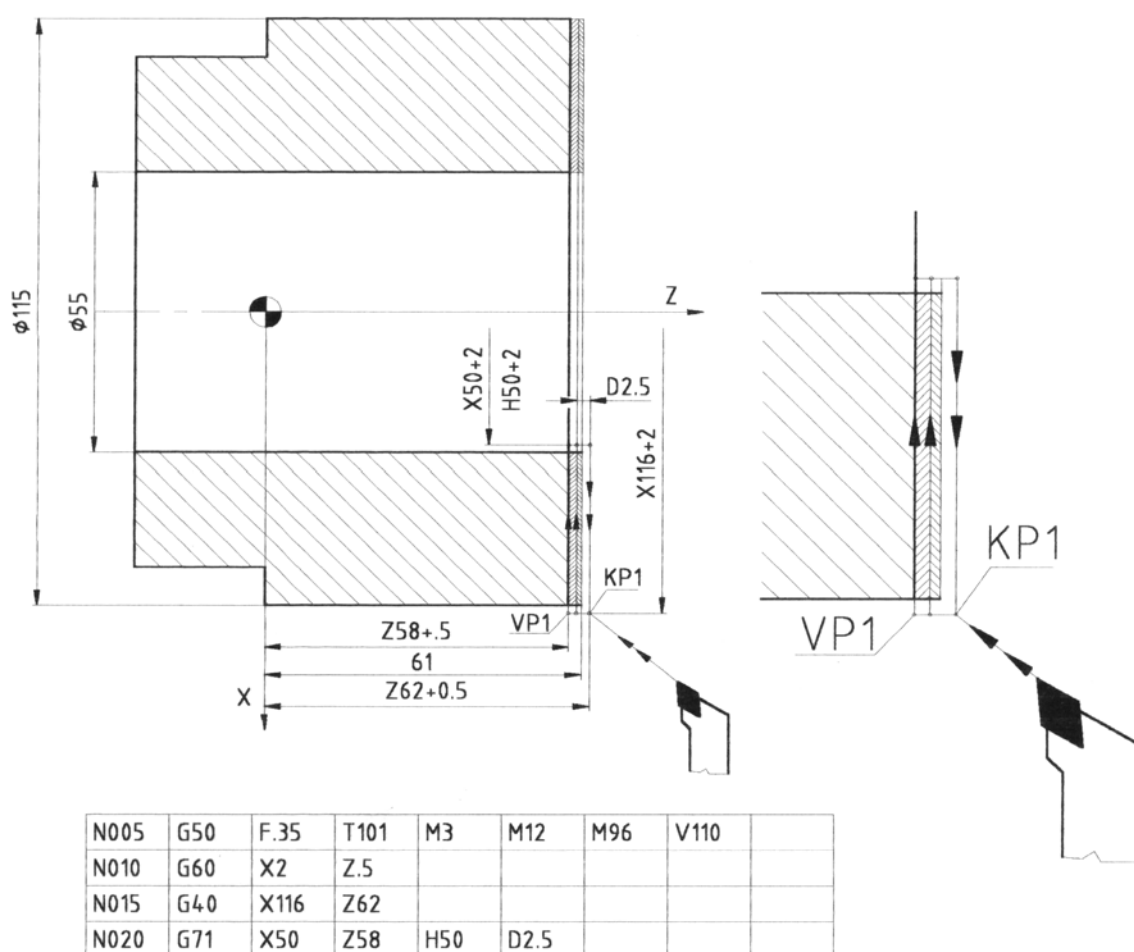 φ115
φ55
Z
X50+2
H50+2
D2.5
X116+2
KP1
VP1
Z58+.5
61
Z62+0.5
X
KP1
VP1
N005 G50 F.35 T101 M3 M12 M96 V110
N010 G60 X2 Z.5
N015 G40 X116 Z62
N020 G71 X50 Z58 H50 D2.5